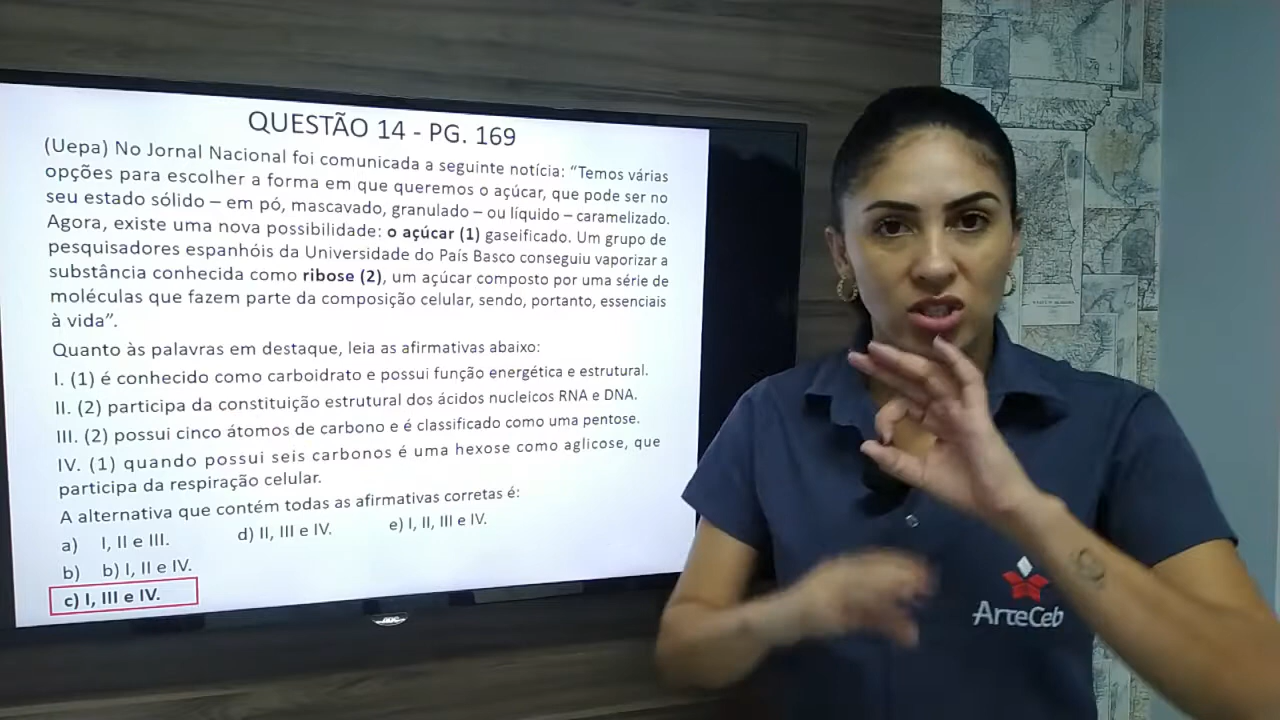 QUESTÃO 14 - PG. 169
(Uepa) No Jornal Nacional foi comunicada a seguinte notícia: “Temos várias
opções para escolher a forma em que queremos o açúcar, que pode ser no
seu estado sólido – em pó, mascavado, granulado – ou líquido – caramelizado.
Agora, existe uma nova possibilidade: o açúcar (1) gaseificado. Um grupo de
pesquisadores espanhóis da Universidade do País Basco conseguiu vaporizar a
substância conhecida como ribose (2), um açúcar composto por uma série de
moléculas que fazem parte da composição celular, sendo, portanto, essenciais
à vida”.
Quanto às palavras em destaque, leia as afirmativas abaixo:
I. (1) é conhecido como carboidrato e possui função energética e estrutural.
II. (2) participa da constituição estrutural dos ácidos nucleicos RNA e DNA.
III. (2) possui cinco átomos de carbono e é classificado como uma pentose.
IV. (1) quando possui seis carbonos é uma hexose como aglicose, que
participa da respiração celular.
A alternativa que contém todas as afirmativas corretas é:
a) I, II e III. d) II, III e IV. e) I, II, III e IV.
b) b) I, II e IV.
c) I, III e IV.
AOC
ArteCeb